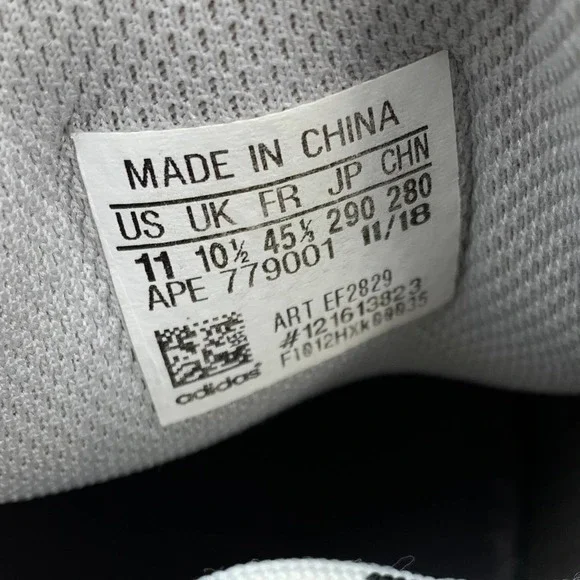 MADE IN CHINA
US UK FR JP CHN
11 10½ 45⅓ 290 280
APE 779001 11/18
ART EF2829
#121613823
F1012HXk00035
adidas